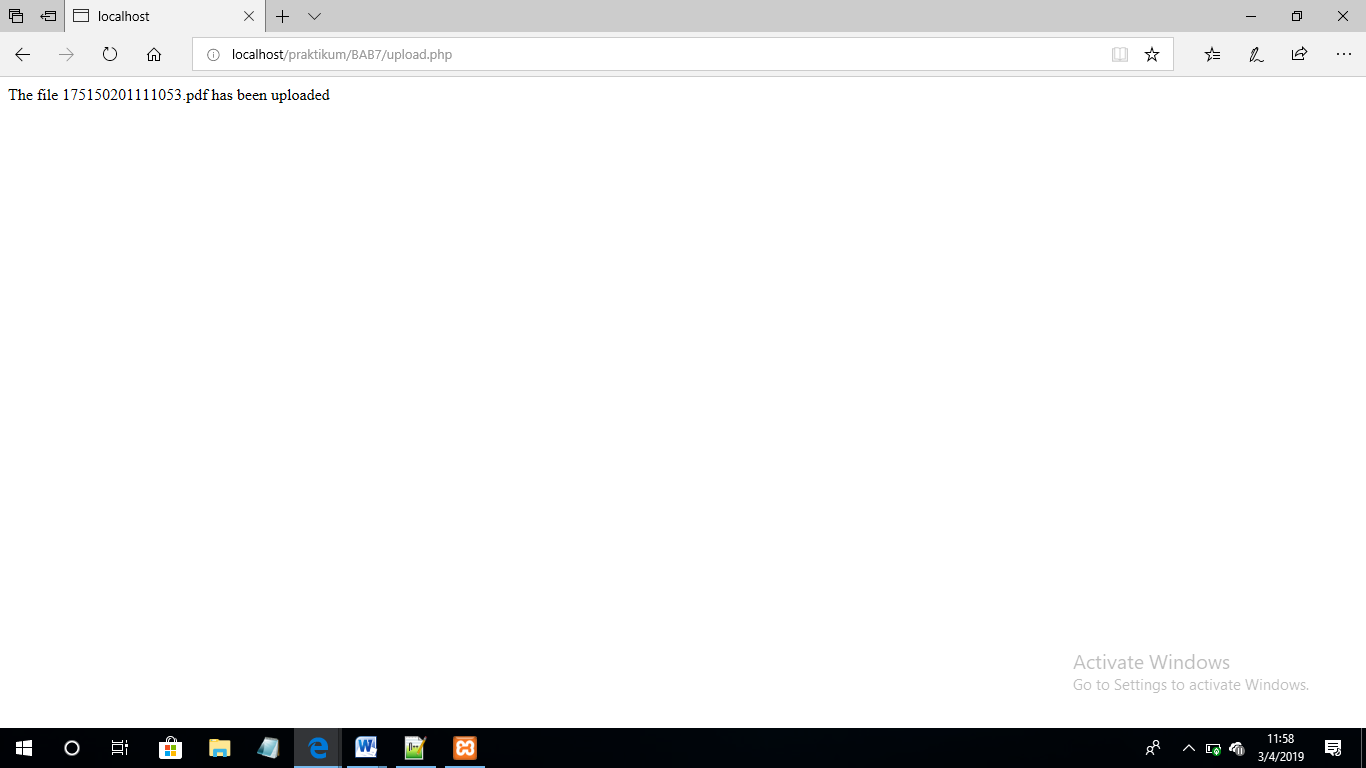 localhost
localhost/praktikum/BAB7/upload.php
The file 175150201111053.pdf has been uploaded
Activate Windows
Go to Settings to activate Windows.
11:58
3/4/2019